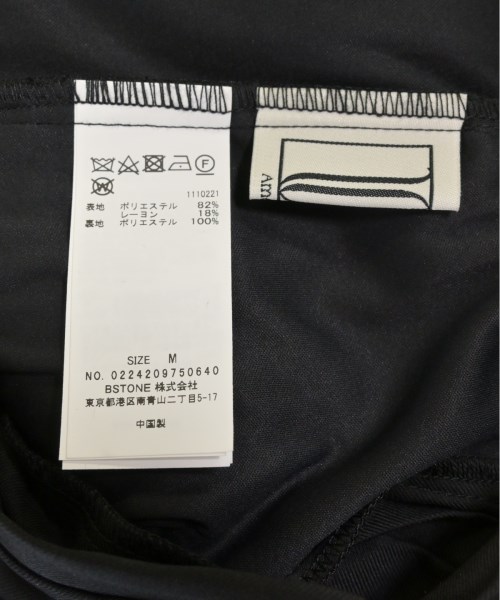 1110221
表地 ポリエステル 82%
レーヨン 18%
裏地 ポリエステル 100%
SIZE M
NO. 0224209750640
BSTONE 株式会社
東京都港区南青山二丁目5-17
中国製
Am